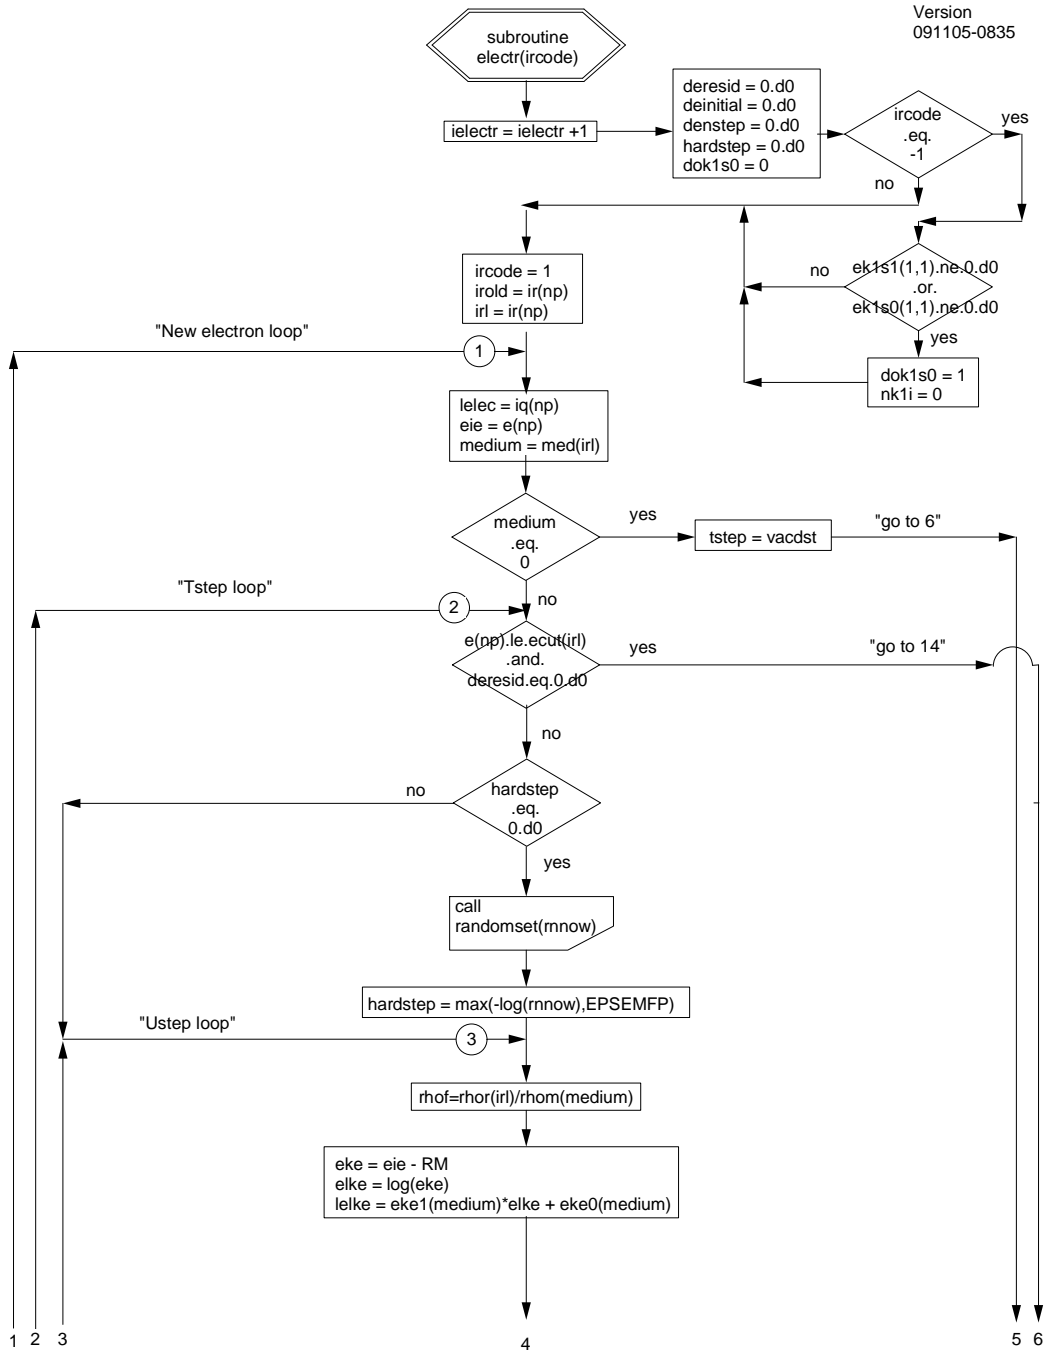 Version
091105-0835
subroutine
electr(ircode)
ielectr = ielectr +1
deresid = 0.d0
deinitial = 0.d0
denstep = 0.d0
hardstep = 0.d0
dok1s0 = 0
ircode
.eq.
-1
yes
no
ek1s1(1,1).ne.0.d0
.or.
ek1s0(1,1).ne.0.d0
no
yes
dok1s0 = 1
nk1i = 0
ircode = 1
irold = ir(np)
irl = ir(np)
"New electron loop"
1
lelec = iq(np)
eie = e(np)
medium = med(irl)
medium
.eq.
0
yes
tstep = vacdst
"go to 6"
no
"Tstep loop"
2
e(np).le.ecut(irl)
.and.
deresid.eq.0.d0
yes
"go to 14"
no
hardstep
.eq.
0.d0
no
yes
call
randomset(rnnow)
hardstep = max(-log(rnnow),EPSEMFP)
"Ustep loop"
3
rhof=rhor(irl)/rhom(medium)
eke = eie - RM
elke = log(eke)
lelke = eke1(medium)*elke + eke0(medium)
1 2 3 4 5 6